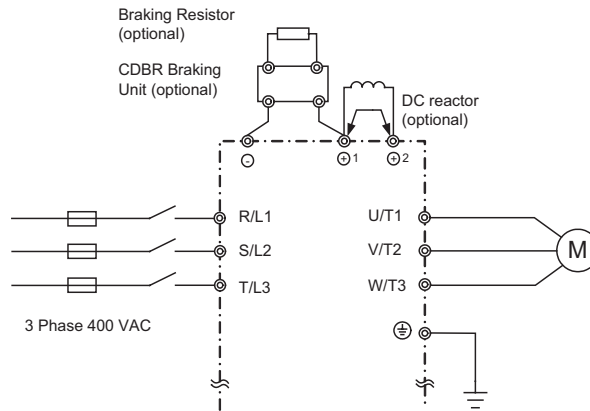 Braking Resistor
(optional)
CDBR Braking
Unit (optional)
DC reactor
(optional)
⊖
⊕1
⊕2
R/L1
U/T1
S/L2
V/T2
M
T/L3
W/T3
3 Phase 400 VAC